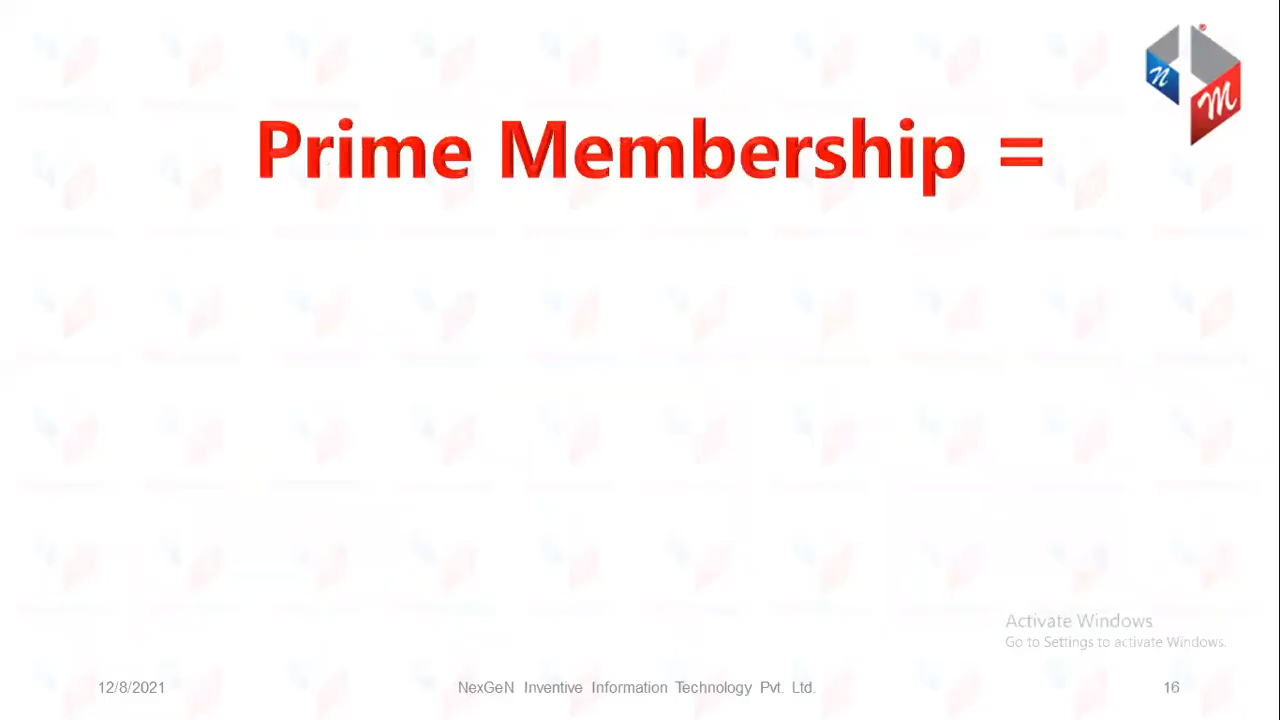 n
M
Prime Membership =
Activate Windows
Go to Settings to activate Windows.
12/8/2021
NexGeN Inventive Information Technology Pvt. Ltd.
16